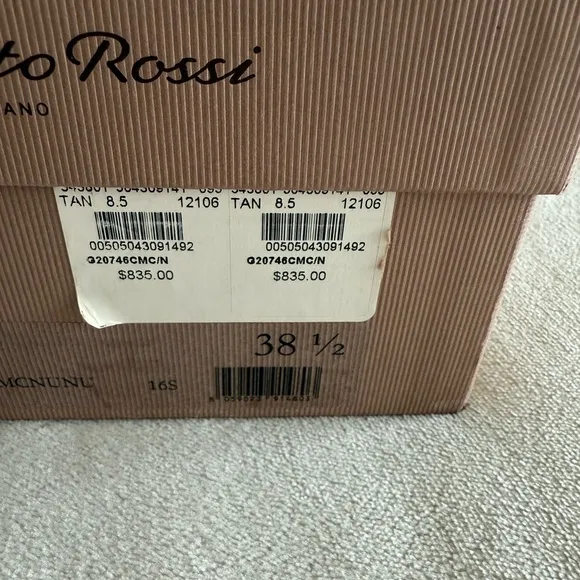 to Rossi
ANO
TAN 8.5 12106 TAN 8.5 12106
00505043091492 00505043091492
G20746CMC/N G20746CMC/N
$835.00 $835.00
38 ½
16S